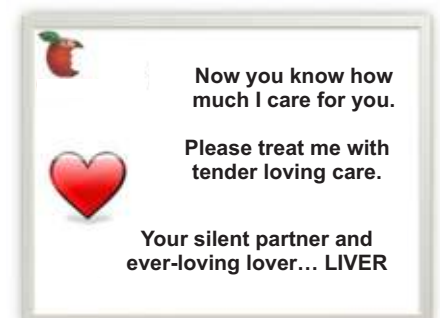 Now you know how
much I care for you.
Please treat me with
tender loving care.
Your silent partner and
ever-loving lover... LIVER